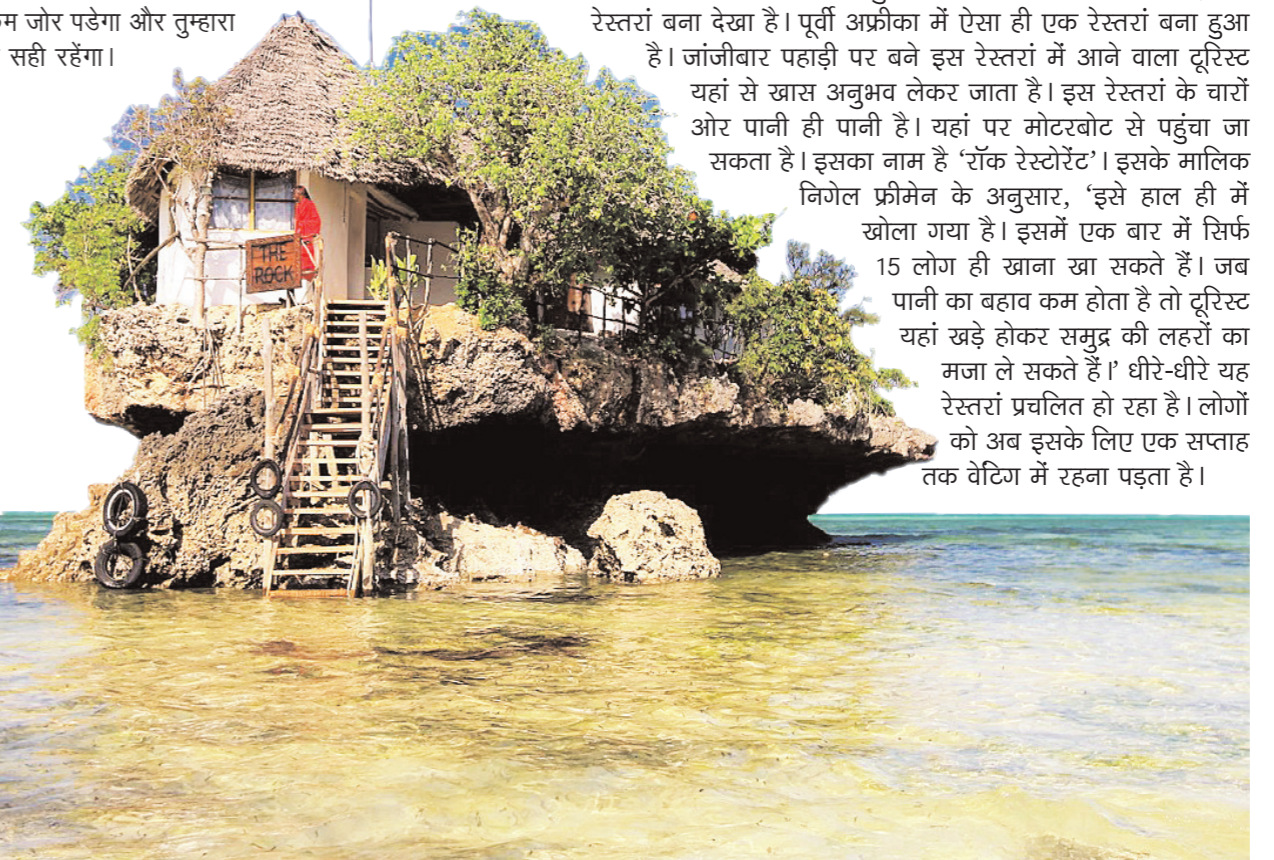 म जोर पडेगा और तुम्हारा
सही रहेंगा।
रेस्तरां बना देखा है। पूर्वी अफ्रीका में ऐसा ही एक रेस्तरां बना हुआ
है। जांजीबार पहाड़ी पर बने इस रेस्तरां में आने वाला टूरिस्ट
यहां से खास अनुभव लेकर जाता है। इस रेस्तरां के चारों
ओर पानी ही पानी है। यहां पर मोटरबोट से पहुंचा जा
सकता है। इसका नाम है ‘रॉक रेस्टोरेंट’। इसके मालिक
निगेल फ्रीमेन के अनुसार, ‘इसे हाल ही में
खोला गया है। इसमें एक बार में सिर्फ
15 लोग ही खाना खा सकते हैं। जब
पानी का बहाव कम होता है तो टूरिस्ट
यहां खड़े होकर समुद्र की लहरों का
मजा ले सकते हैं।’ धीरे-धीरे यह
रेस्तरां प्रचलित हो रहा है। लोगों
को अब इसके लिए एक सप्ताह
तक वेटिंग में रहना पड़ता है।
THE
ROCK